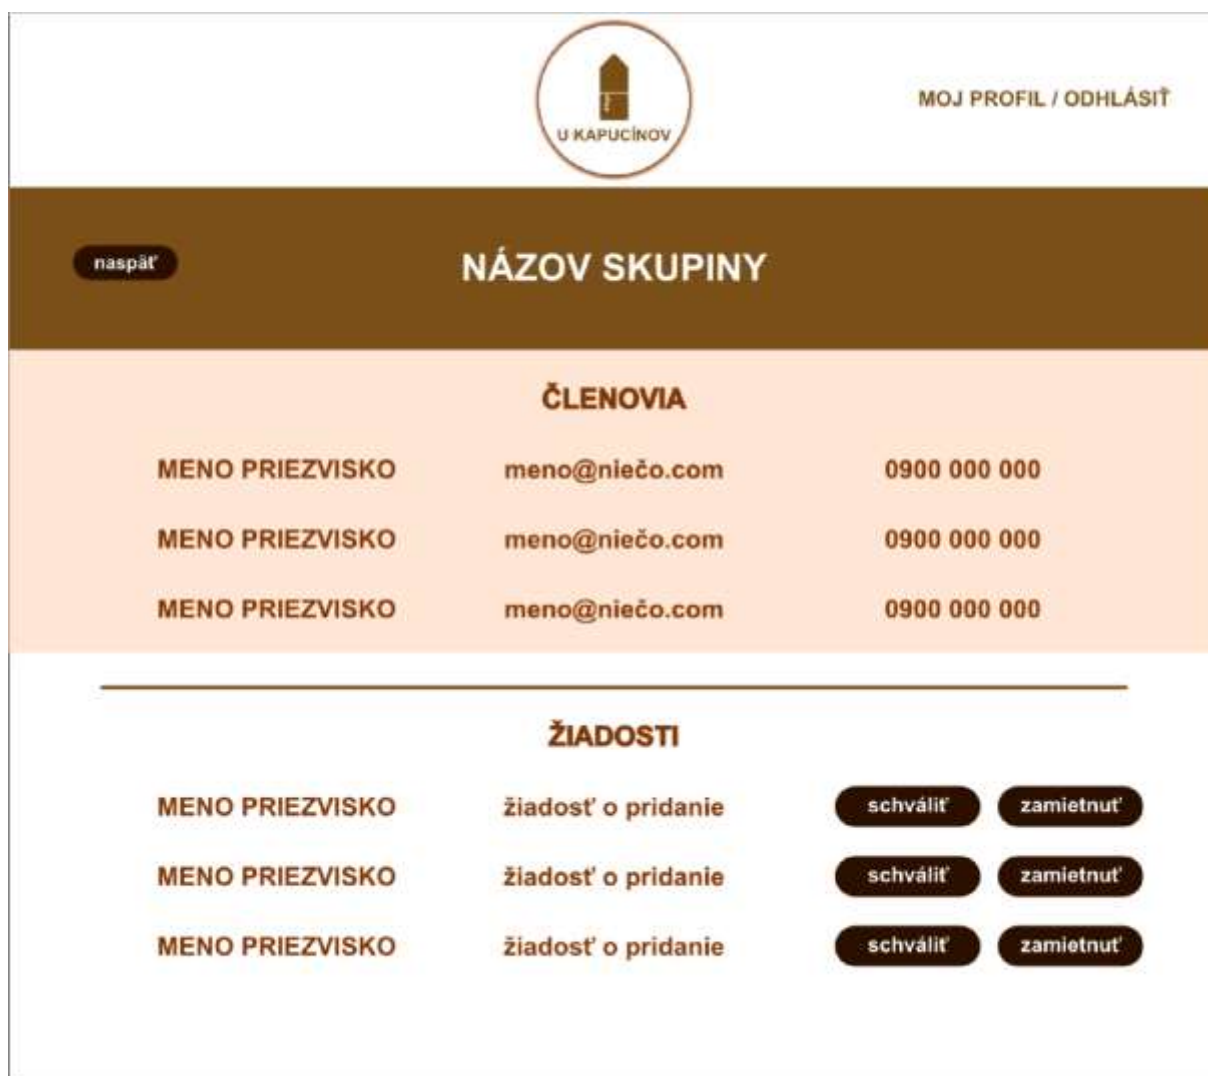 U KAPUCÍNOV
MOJ PROFIL / ODHLÁSIŤ
naspäť
NÁZOV SKUPINY
ČLENOVIA
MENO PRIEZVISKO meno@niečo.com 0900 000 000
MENO PRIEZVISKO meno@niečo.com 0900 000 000
MENO PRIEZVISKO meno@niečo.com 0900 000 000
ŽIADOSTI
MENO PRIEZVISKO žiadosť o pridanie schváliť zamietnuť
MENO PRIEZVISKO žiadosť o pridanie schváliť zamietnuť
MENO PRIEZVISKO žiadosť o pridanie schváliť zamietnuť